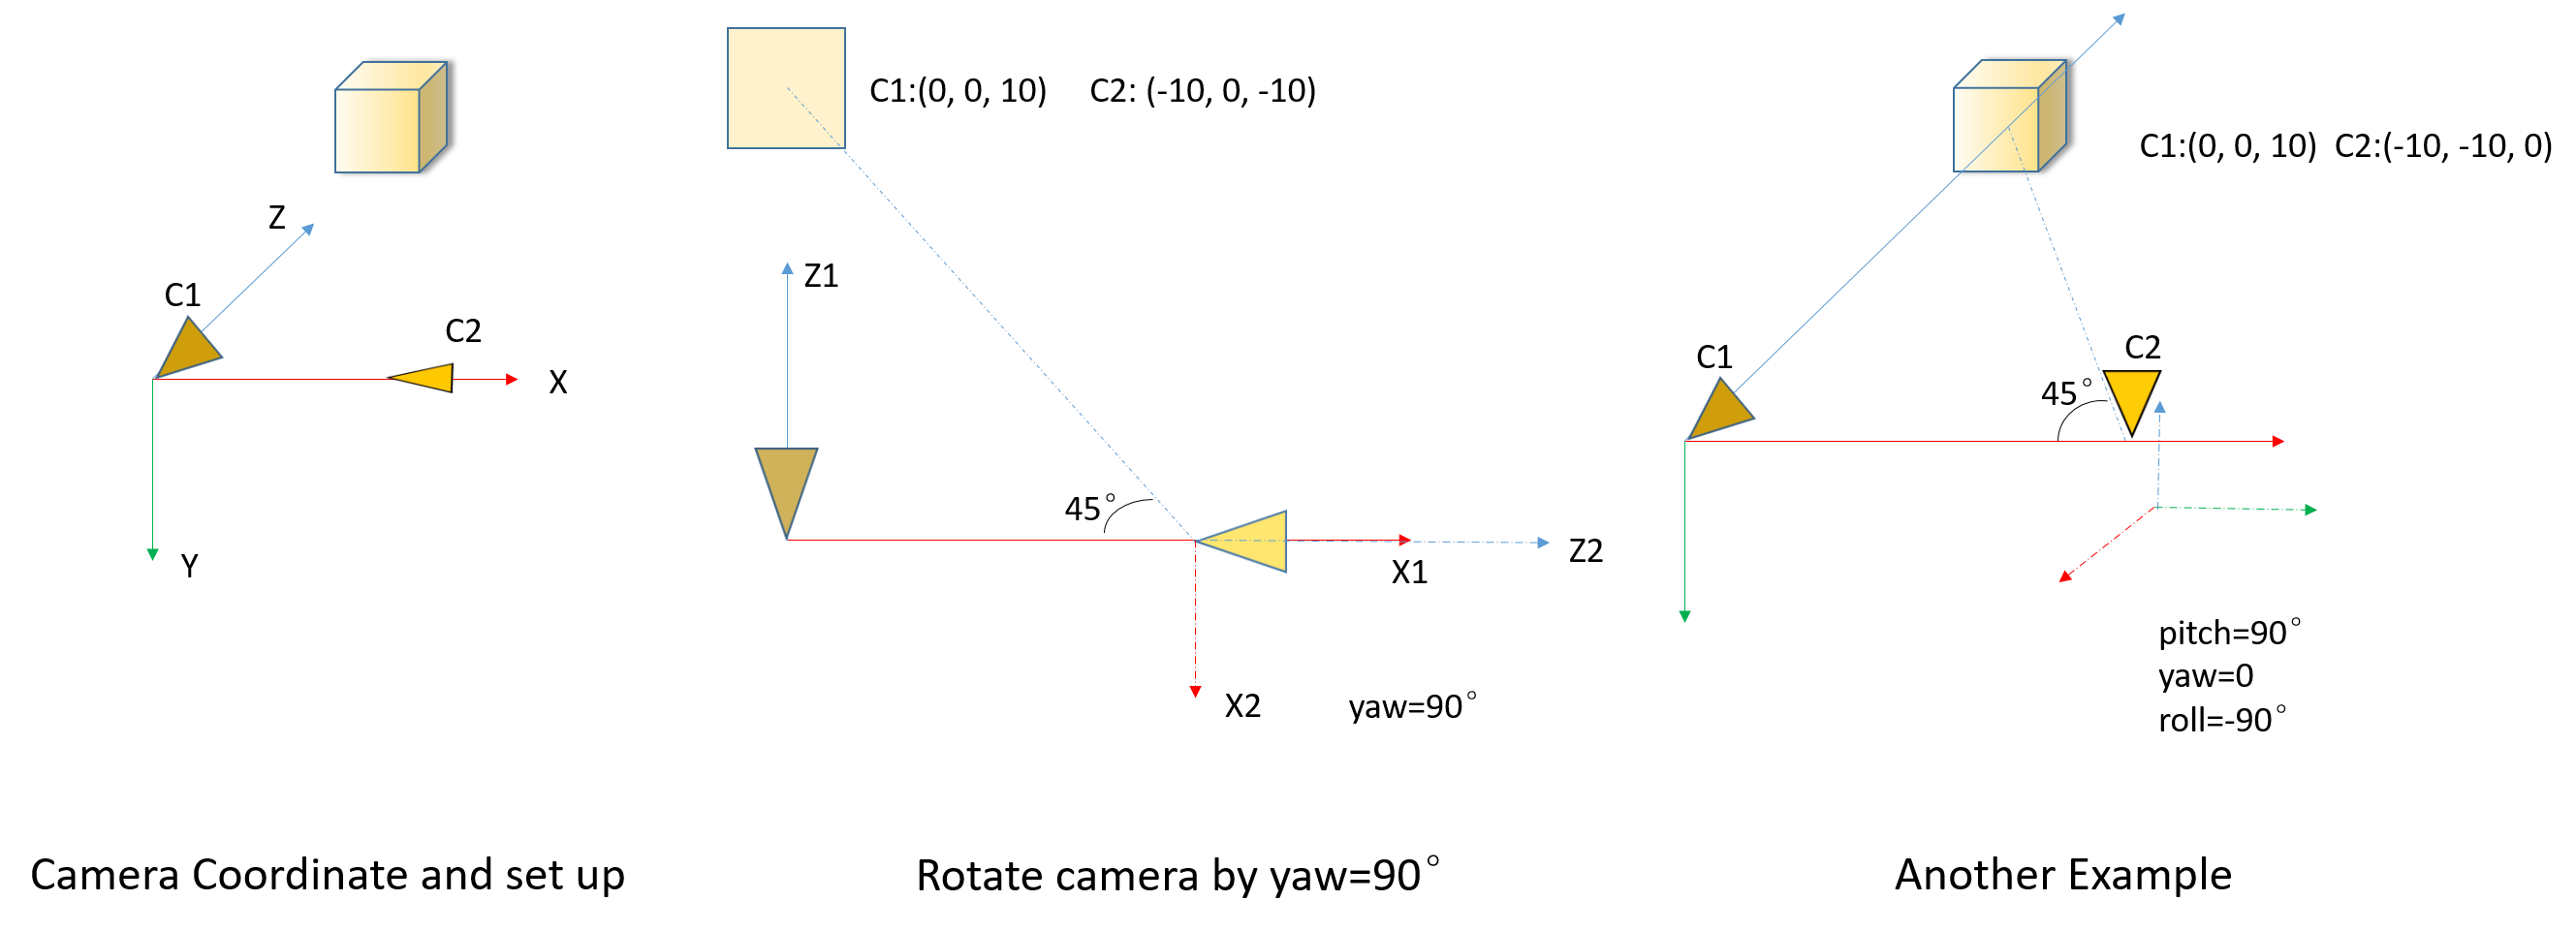 Z
C1
C2
X
Y
Camera Coordinate and set up
C1:(0, 0, 10) C2: (-10, 0, -10)
Z1
45°
Z2
X1
X2
yaw=90°
Rotate camera by yaw=90°
C1:(0, 0, 10) C2:(-10, -10, 0)
C1
C2
45°
pitch=90°
yaw=0
roll=-90°
Another Example